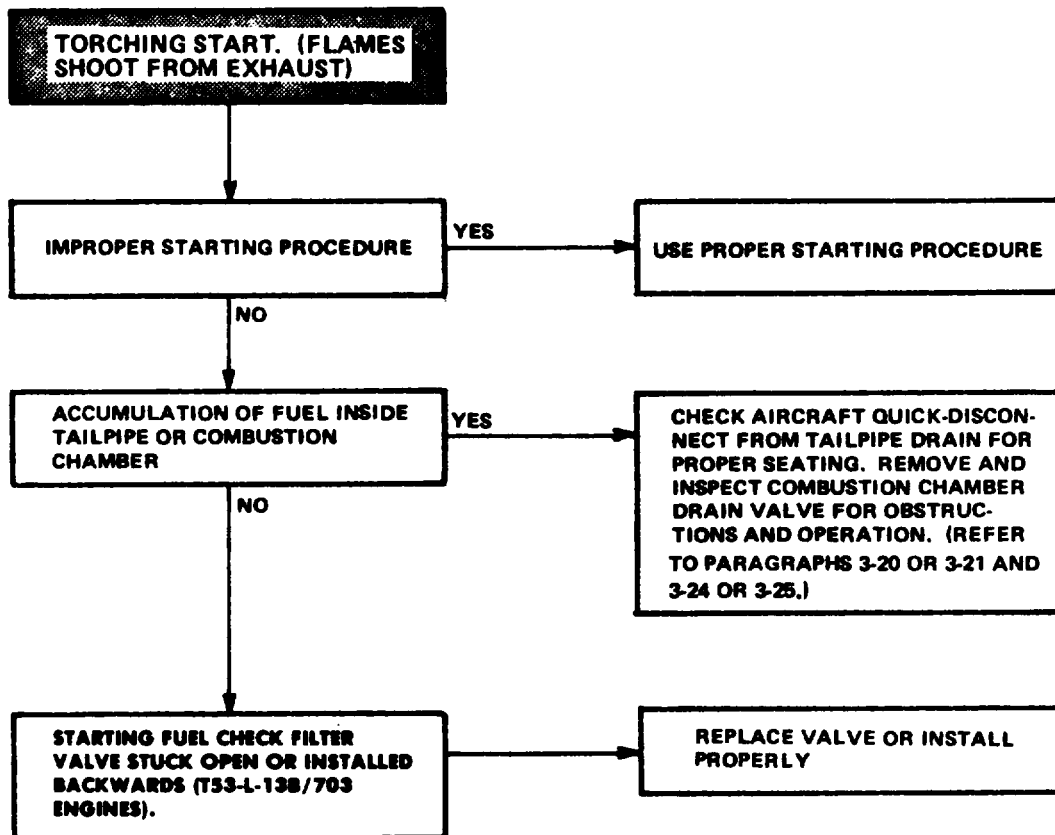 TORCHING START. (FLAMES
SHOOT FROM EXHAUST)
IMPROPER STARTING PROCEDURE
YES
USE PROPER STARTING PROCEDURE
NO
ACCUMULATION OF FUEL INSIDE
TAILPIPE OR COMBUSTION
CHAMBER
YES
CHECK AIRCRAFT QUICK-DISCON-
NECT FROM TAILPIPE DRAIN FOR
PROPER SEATING. REMOVE AND
INSPECT COMBUSTION CHAMBER
DRAIN VALVE FOR OBSTRUC-
TIONS AND OPERATION. (REFER
TO PARAGRAPHS 3-20 OR 3-21 AND
3-24 OR 3-25.)
NO
STARTING FUEL CHECK FILTER
VALVE STUCK OPEN OR INSTALLED
BACKWARDS (T53-L-13B/703
ENGINES).
REPLACE VALVE OR INSTALL
PROPERLY